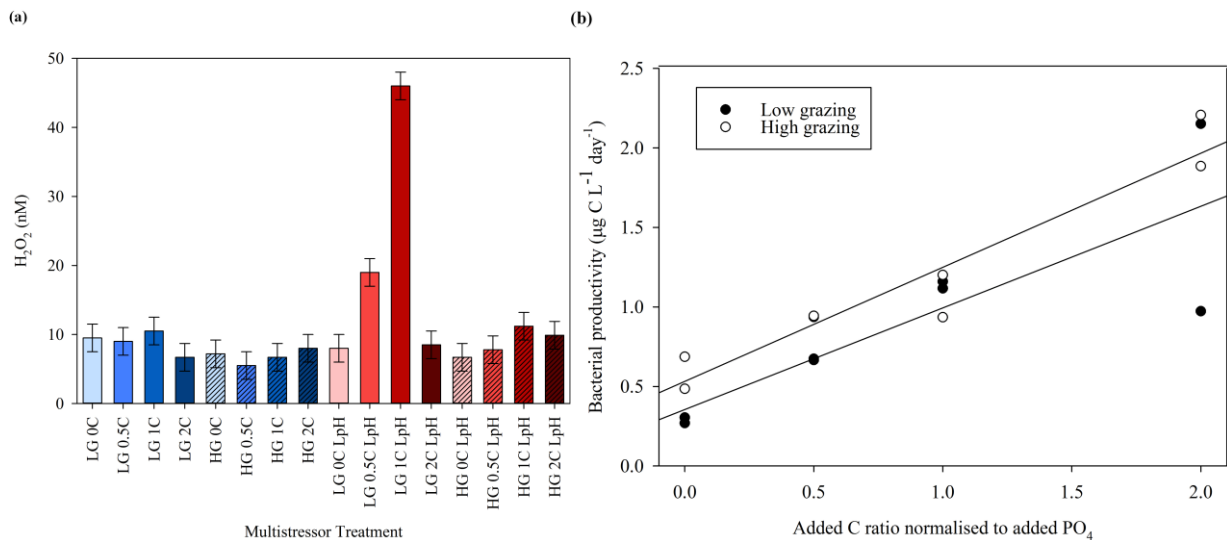 (a)
50
40
30
20
10
0
H₂O₂ (nM)
LG 0C
LG 0.5C
LG 1C
LG 2C
HG 0C
HG 0.5C
HG 1C
HG 2C
LG 0C LpH
LG 0.5C LpH
LG 1C LpH
LG 2C LpH
HG 0C LpH
HG 0.5C LpH
HG 1C LpH
HG 2C LpH
Multistressor Treatment
(b)
2.5
2.0
1.5
1.0
0.5
0.0
Bacterial productivity (µg C L⁻¹ day⁻¹)
Low grazing
High grazing
0.0 0.5 1.0 1.5 2.0
Added C ratio normalised to added PO₄